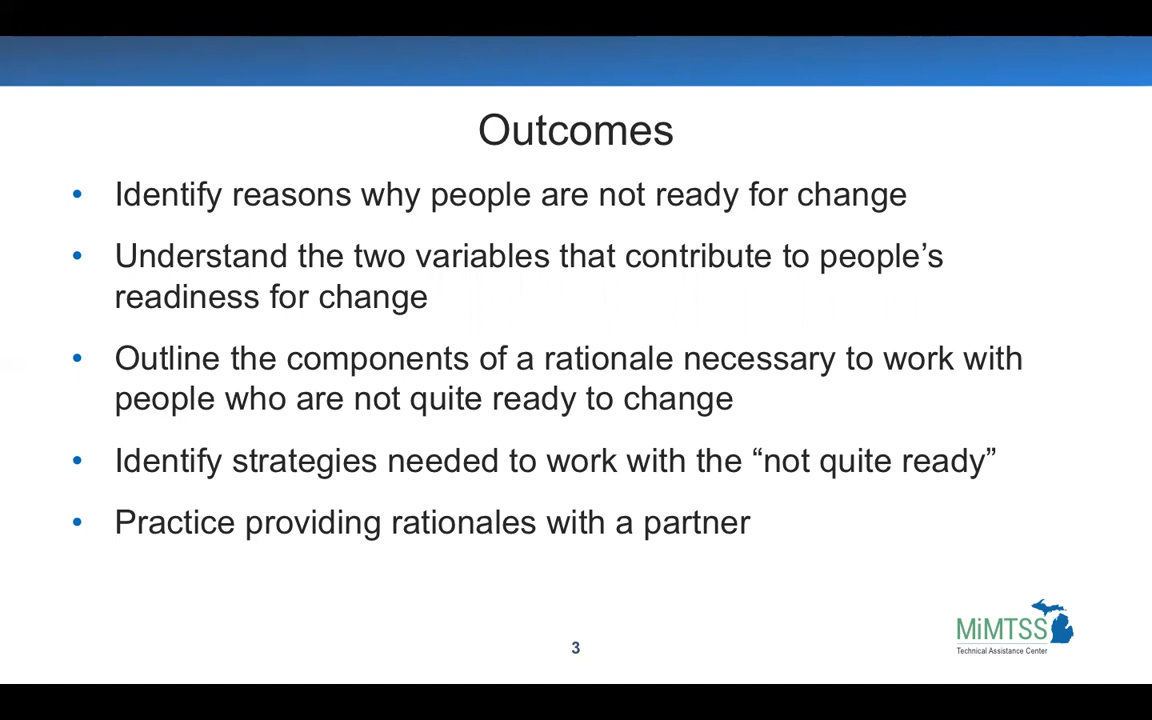 Outcomes
• Identify reasons why people are not ready for change
• Understand the two variables that contribute to people’s
readiness for change
• Outline the components of a rationale necessary to work with
people who are not quite ready to change
• Identify strategies needed to work with the “not quite ready”
• Practice providing rationales with a partner
3
MiMTSS
Technical Assistance Center